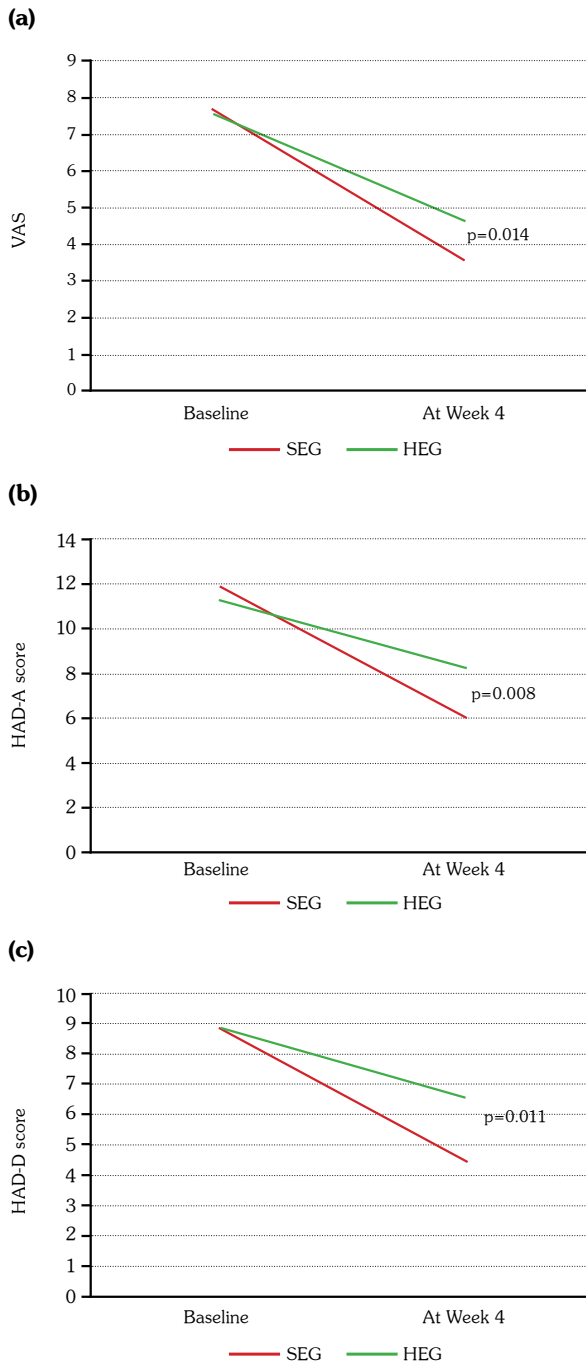 (a)
9
8
7
6
5
4
3
2
1
0
VAS
p=0.014
Baseline At Week 4
SEG HEG
(b)
14
12
10
8
6
4
2
0
HAD-A score
p=0.008
Baseline At Week 4
SEG HEG
(c)
10
9
8
7
6
5
4
3
2
1
0
HAD-D score
p=0.011
Baseline At Week 4
SEG HEG